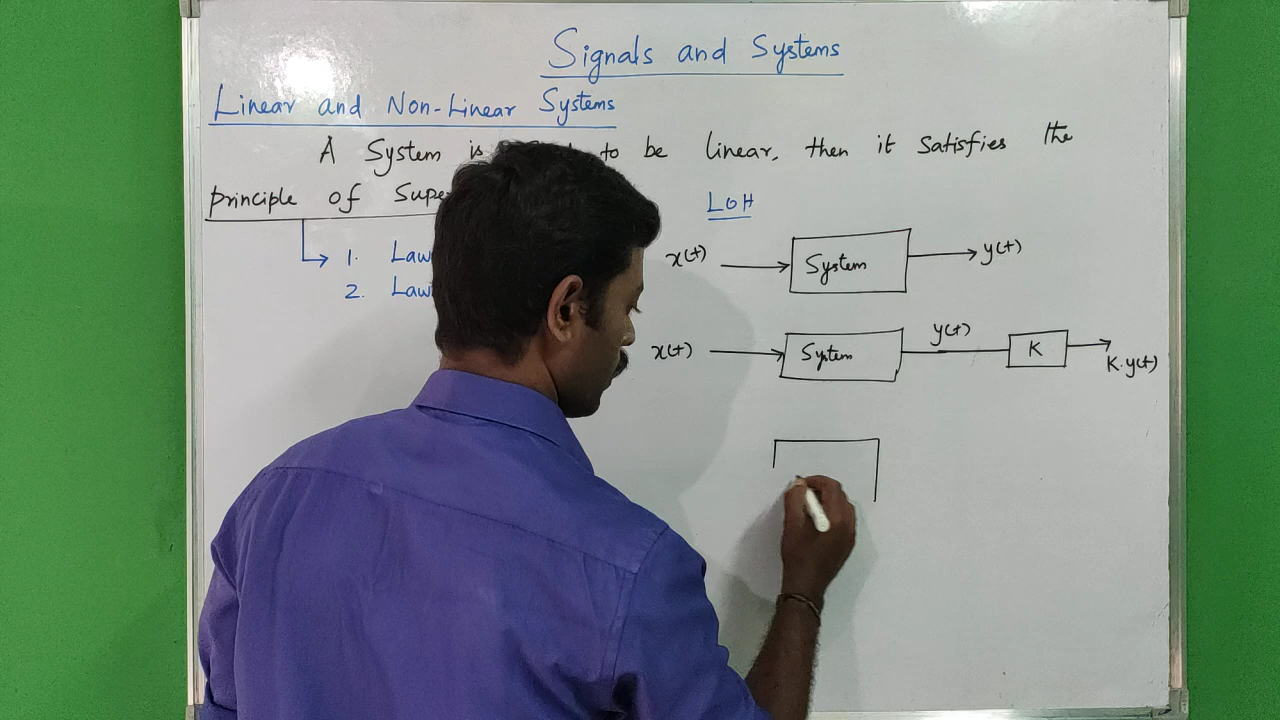 Signals and Systems
Linear and Non-Linear Systems
A System is to be linear, then it satisfies the
principle of
LOH
1. Law
2. Law
x(t) System y(t)
x(t) System y(t) K K.y(t)